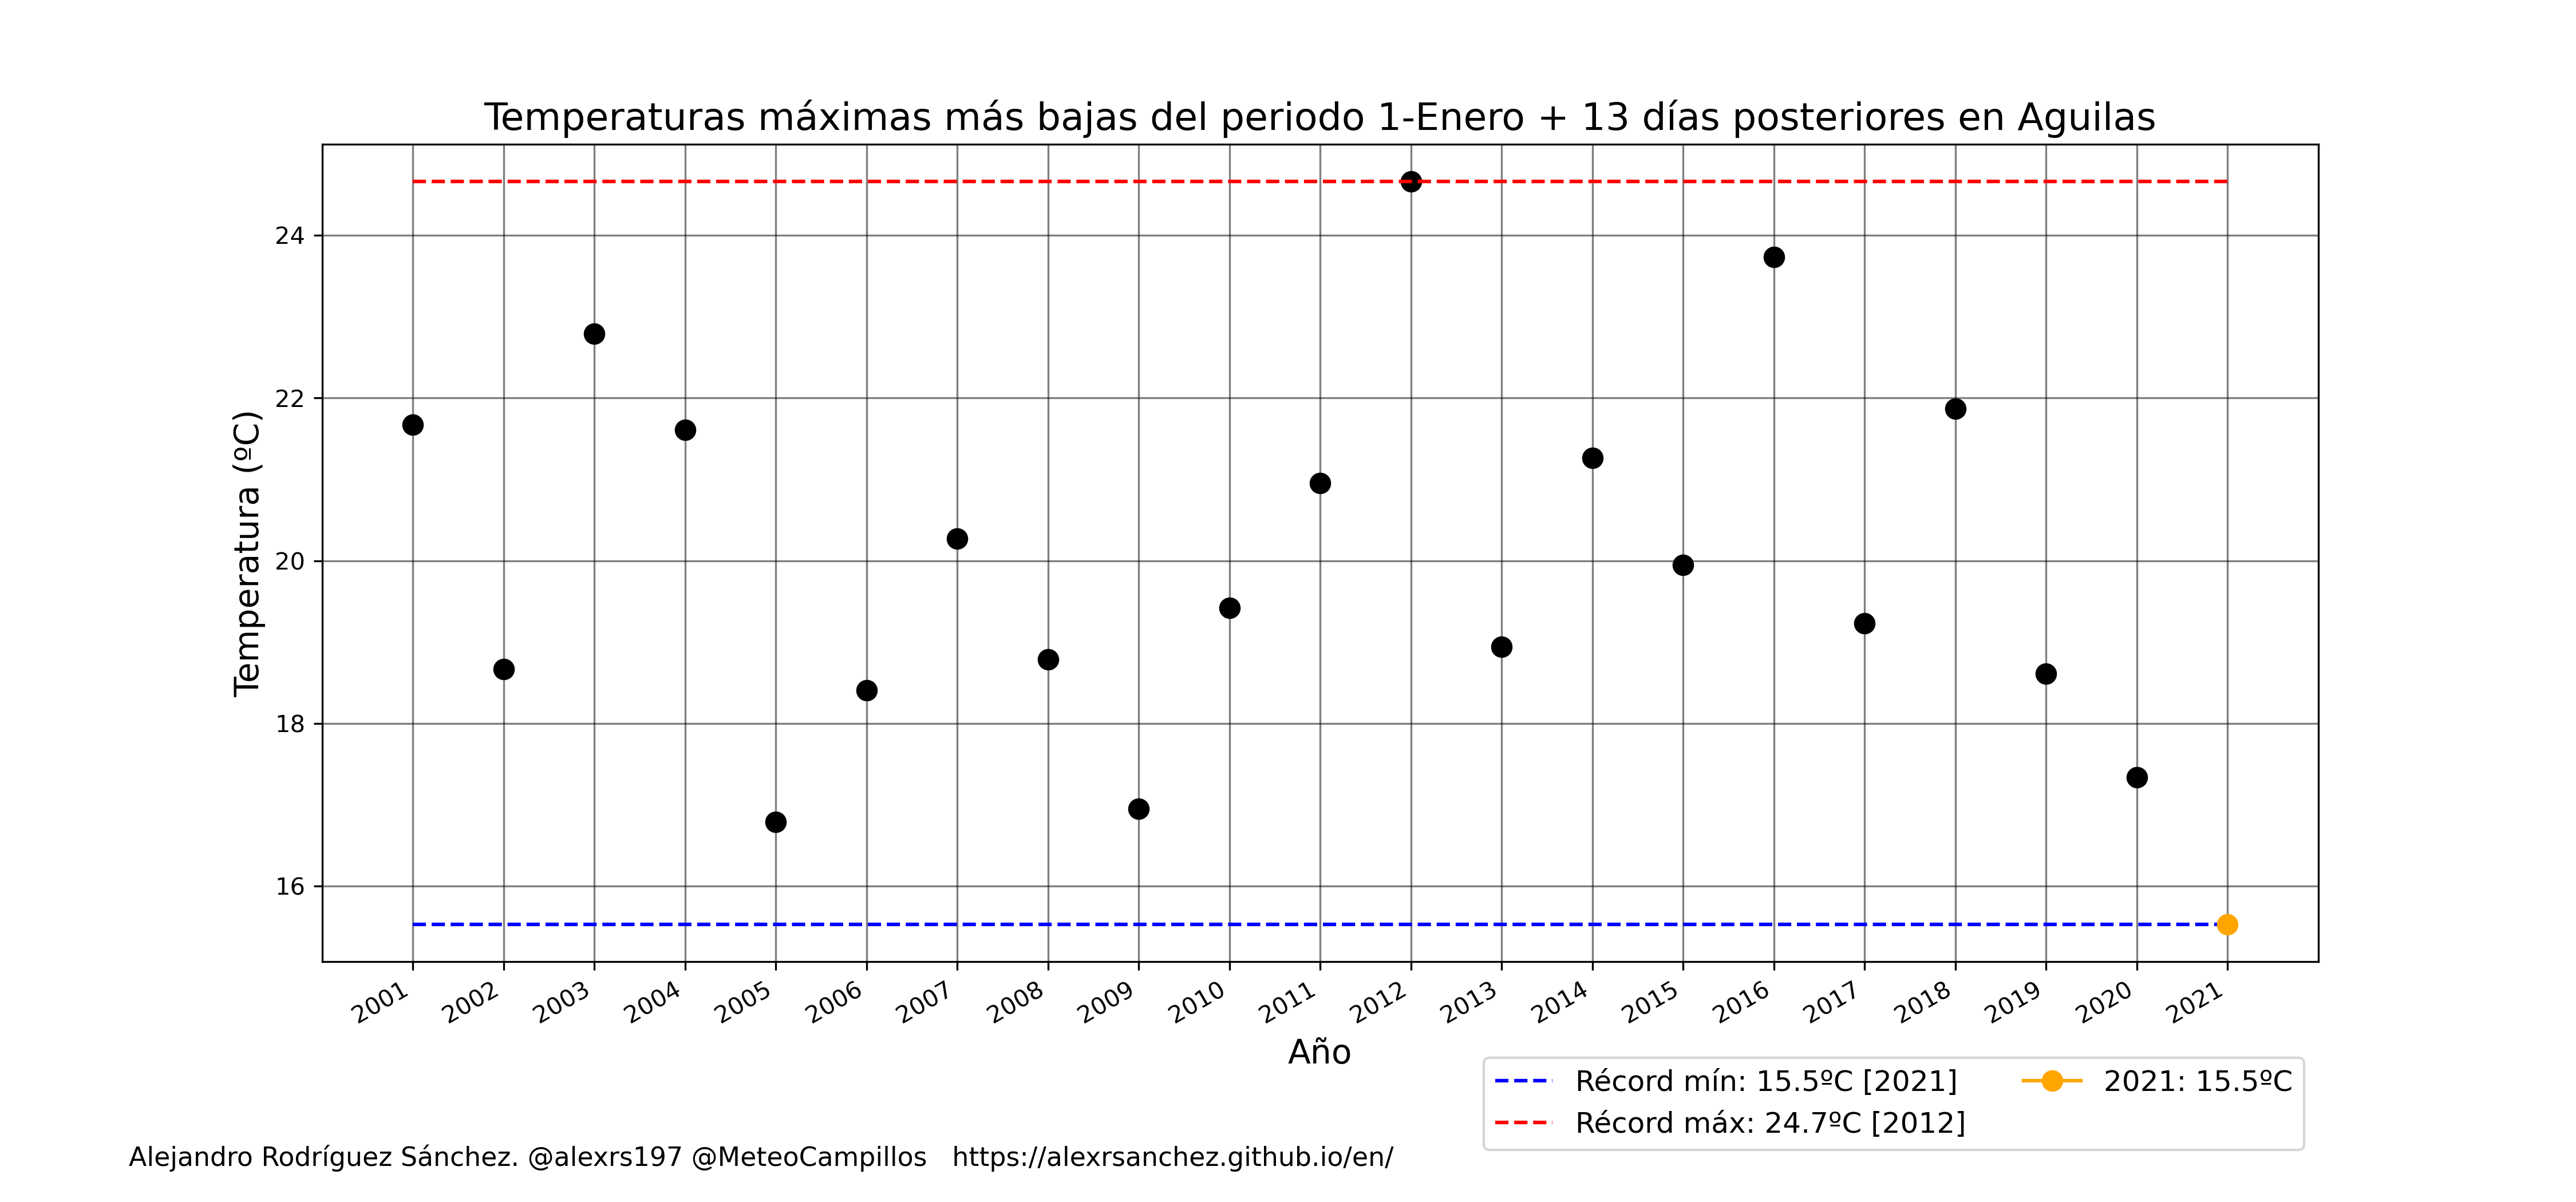 Temperaturas máximas más bajas del periodo 1-Enero + 13 días posteriores en Aguilas
Temperatura (ºC)
24
22
20
18
16
2001 2002 2003 2004 2005 2006 2007 2008 2009 2010 2011 2012 2013 2014 2015 2016 2017 2018 2019 2020 2021
Año
Récord mín: 15.5ºC [2021]
Récord máx: 24.7ºC [2012]
2021: 15.5ºC
Alejandro Rodríguez Sánchez. @alexrs197 @MeteoCampillos https://alexrsanchez.github.io/en/